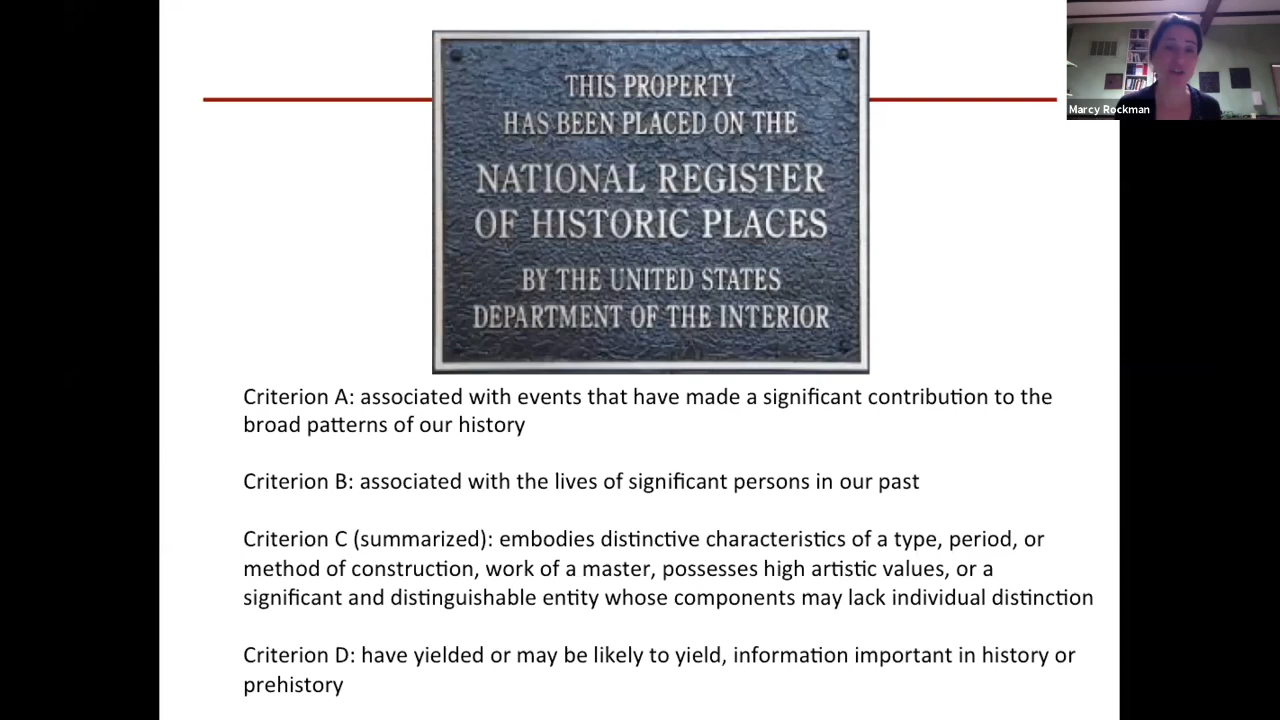 THIS PROPERTY
HAS BEEN PLACED ON THE
NATIONAL REGISTER
OF HISTORIC PLACES
BY THE UNITED STATES
DEPARTMENT OF THE INTERIOR
Marcy Rockman
Criterion A: associated with events that have made a significant contribution to the
broad patterns of our history
Criterion B: associated with the lives of significant persons in our past
Criterion C (summarized): embodies distinctive characteristics of a type, period, or
method of construction, work of a master, possesses high artistic values, or a
significant and distinguishable entity whose components may lack individual distinction
Criterion D: have yielded or may be likely to yield, information important in history or
prehistory